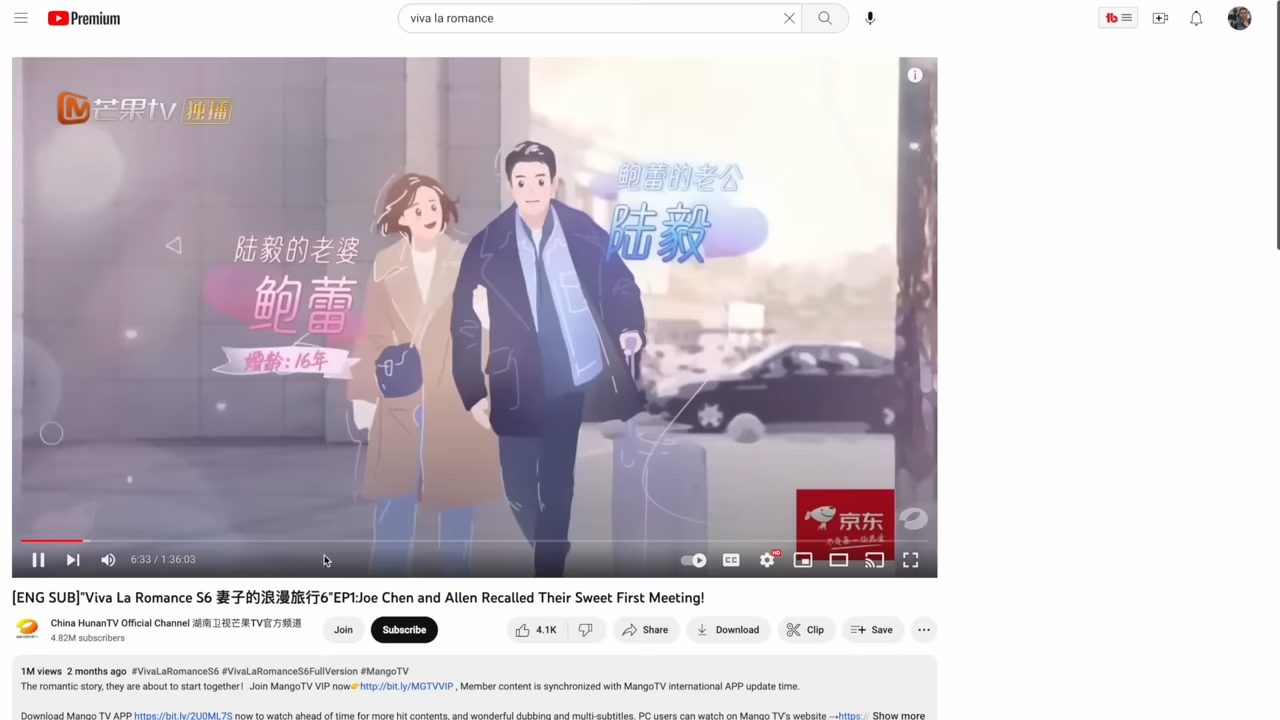 Premium
viva la romance
芒果tv 独播
鲍蕾的老公
陆毅
陆毅的老婆
鲍蕾
婚龄:16年
京东
6:33 / 1:36:03
CC
HD
[ENG SUB]"Viva La Romance S6 妻子的浪漫旅行6"EP1:Joe Chen and Allen Recalled Their Sweet First Meeting!
China HunanTV Official Channel 湖南卫视芒果TV官方频道
4.82M subscribers
Join
Subscribe
4.1K
Share
Download
Clip
Save
1M views 2 months ago #VivaLaRomanceS6 #VivaLaRomanceS6FullVersion #MangoTV
The romantic story, they are about to start together！Join MangoTV VIP now👉http://bit.ly/MGTVVIP , Member content is synchronized with MangoTV international APP update time.
Download Mango TV APP https://bit.ly/2U0ML7S now to watch ahead of time for more hit contents, and wonderful dubbing and multi-subtitles. PC users can watch on Mango TV's website →https:// Show more